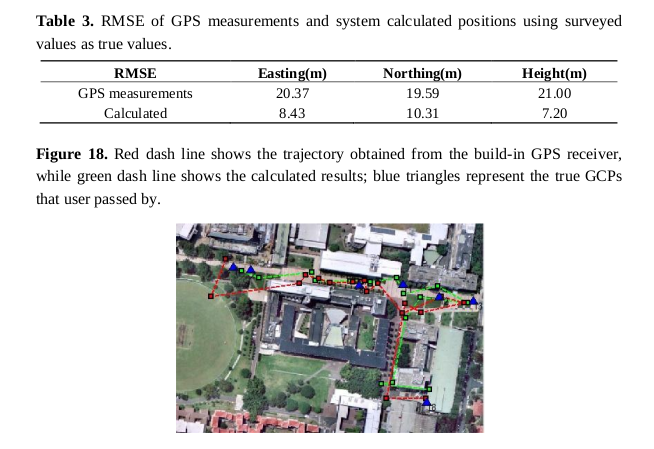 Table 3. RMSE of GPS measurements and system calculated positions using surveyed
values as true values.
RMSE Easting(m) Northing(m) Height(m)
GPS measurements 20.37 19.59 21.00
Calculated 8.43 10.31 7.20
Figure 18. Red dash line shows the trajectory obtained from the build-in GPS receiver,
while green dash line shows the calculated results; blue triangles represent the true GCPs
that user passed by.